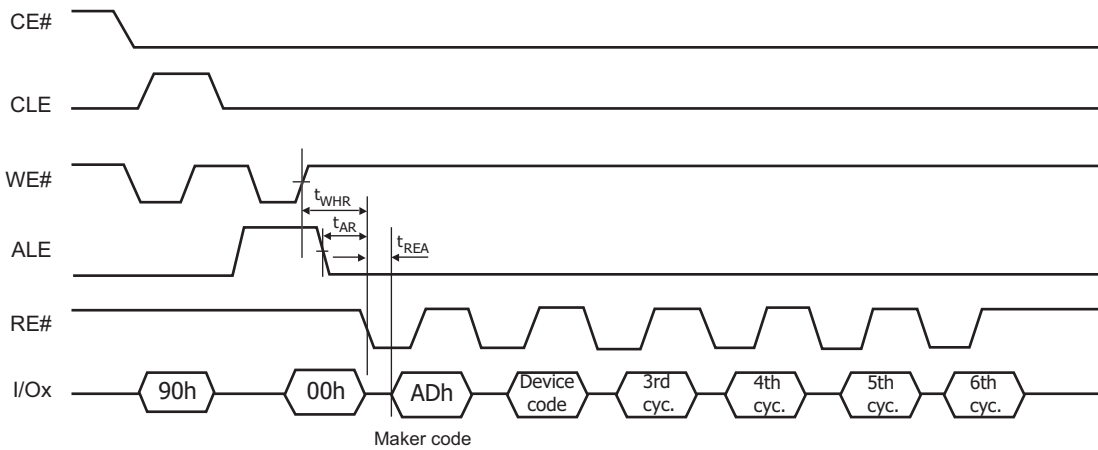 CE#
CLE
WE#
tWHR
tAR
ALE
tREA
RE#
I/Ox
90h
00h
ADh
Device
code
3rd
cyc.
4th
cyc.
5th
cyc.
6th
cyc.
Maker code